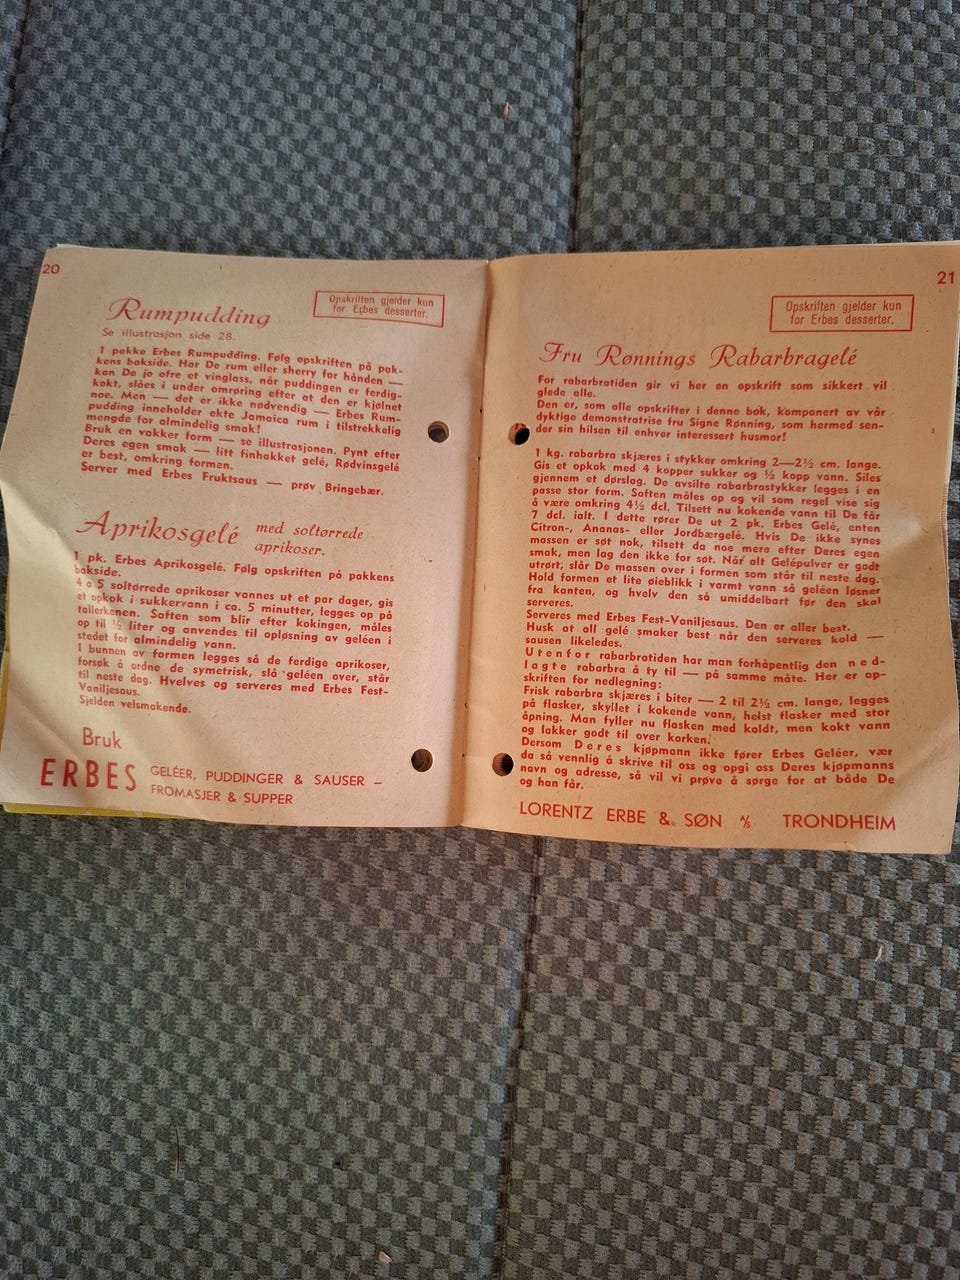 20
Rumpudding
Opskriften gjelder kun
for Erbes desserter.
Se illustrasjon side 28.
1 pakke Erbes Rumpudding. Følg opskriften på pak-
kens bakside. Har De rum eller sherry for hånden —
kan De jo ofre et vinglass, når puddingen er ferdig-
kokt, slåes i under omrøring efter at den er kjølnet
noe. Men — det er ikke nødvendig — Erbes Rum-
pudding inneholder ekte Jamaica rum i tilstrekkelig
mengde for almindelig smak!
Bruk en vakker form — se illustrasjonen. Pynt efter
Deres egen smak — litt finhakket gelé, Rødvinsgelé
er best, omkring formen.
Server med Erbes Fruktsaus — prøv Bringebær.
Aprikosgelé med soltørrede
aprikoser.
1 pk. Erbes Aprikosgelé. Følg opskriften på pakkens
bakside.
4 a 5 soltørrede aprikoser vannes ut et par dager, gis
et opkok i sukkervann i ca. 5 minutter, legges op på
tallerkenen. Saften som blir efter kokingen, måles
op til ½ liter og anvendes til opløsning av geléen i
stedet for almindelig vann.
I bunnen av formen legges så de ferdige aprikoser,
forsøk å ordne de symetrisk, slå geléen over, står
til neste dag. Hvelves og serveres med Erbes Fest-
Vaniljesaus.
Sjelden velsmakende.
Bruk
ERBES GELÉER, PUDDINGER & SAUSER –
FROMASJER & SUPPER
21
Opskriften gjelder kun
for Erbes desserter.
Fru Rønnings Rabarbragelé
For rabarbratiden gir vi her en opskrift som sikkert vil
glede alle.
Den er, som alle opskrifter i denne bok, komponert av vår
dyktige demonstratrise fru Signe Rønning, som hermed sen-
der sin hilsen til enhver interessert husmor!
1 kg. rabarbra skjæres i stykker omkring 2—2½ cm. lange.
Gis et opkok med 4 kopper sukker og ½ kopp vann. Siles
gjennem et dørslag. De avsilte rabarbrastykker legges i en
passe stor form. Saften måles op og vil som regel vise sig
å være omkring 4½ dcl. Tilsett nu kokende vann til De får
7 dcl. ialt. I dette rører De ut 2 pk. Erbes Gelé, enten
Citron-, Ananas- eller Jordbærgelé. Hvis De ikke synes
massen er søt nok, tilsett da noe mere efter Deres egen
smak, men lag den ikke for søt. Når alt Gelépulver er godt
utrørt, slår De massen over i formen som står til neste dag.
Hold formen et lite øieblikk i varmt vann så geléen løsner
fra kanten, og hvelv den så umiddelbart før den skal
serveres.
Serveres med Erbes Fest-Vaniljesaus. Den er aller best.
Husk at all gelé smaker best når den serveres kold —
sausen likeledes.
Utenfor rabarbratiden har man forhåpentlig den ned-
lagte rabarbra å ty til — på samme måte. Her er op-
skriften for nedlegning:
Frisk rabarbra skjæres i biter — 2 til 2½ cm. lange, legges
på flasker, skyllet i kokende vann, helst flasker med stor
åpning. Man fyller nu flasken med koldt, men kokt vann
og lakker godt til over korken.
Dersom Deres kjøpmann ikke fører Erbes Geléer, vær
da så vennlig å skrive til oss og opgi oss Deres kjøpmanns
navn og adresse, så vil vi prøve å sørge for at både De
og han får.
LORENTZ ERBE & SØN A/S TRONDHEIM